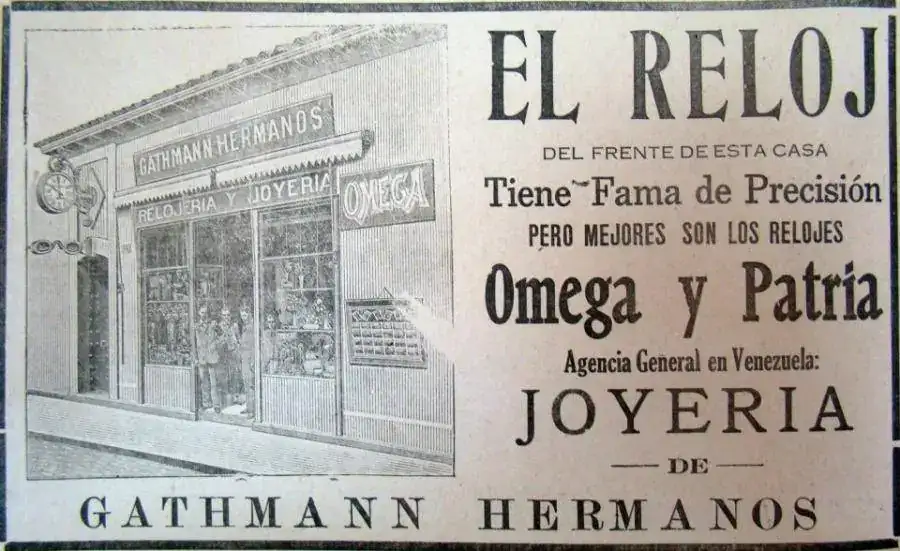 GATHMANN HERMANOS
RELOJERIA Y JOYERIA
OMEGA
EL RELOJ
DEL FRENTE DE ESTA CASA
Tiene Fama de Precisión
PERO MEJORES SON LOS RELOJES
Omega y Patria
Agencia General en Venezuela:
JOYERIA
— DE —
GATHMANN HERMANOS